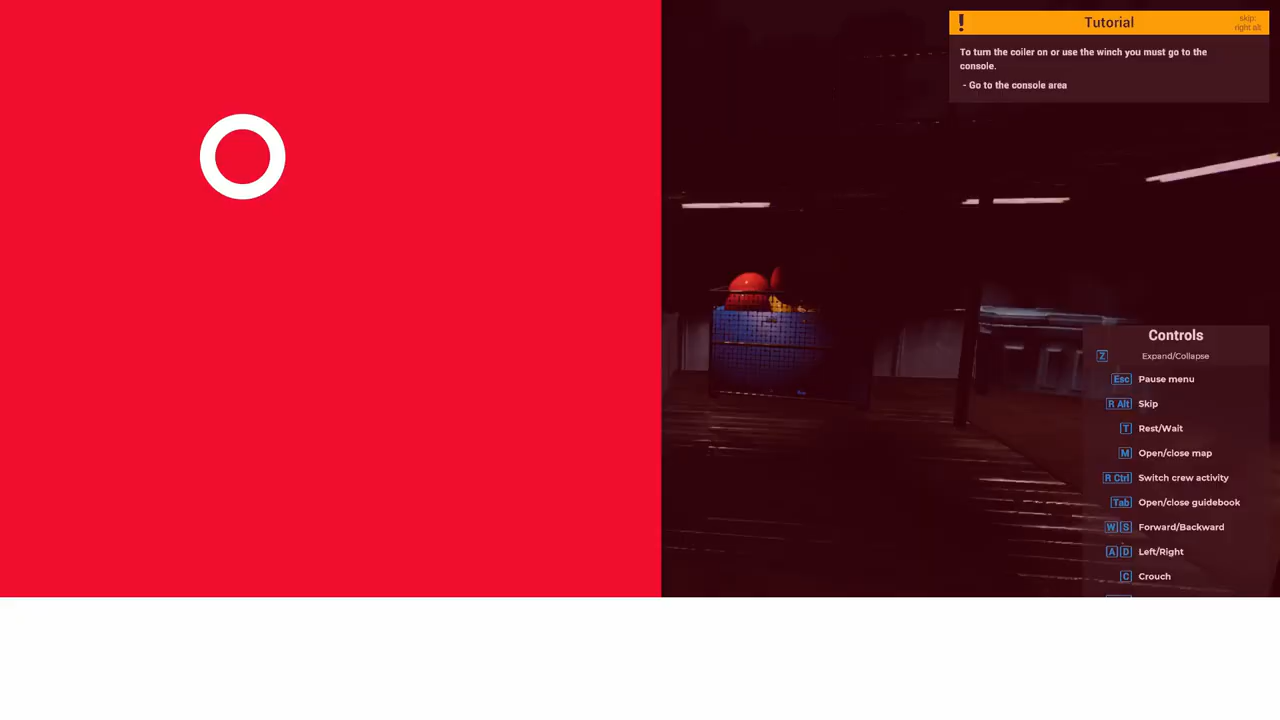 Tutorial
skip:
right alt
To turn the coiler on or use the winch you must go to the
console.
- Go to the console area
Controls
Z Expand/Collapse
Esc Pause menu
R Alt Skip
T Rest/Wait
M Open/close map
R Ctrl Switch crew activity
Tab Open/close guidebook
W S Forward/Backward
A D Left/Right
C Crouch